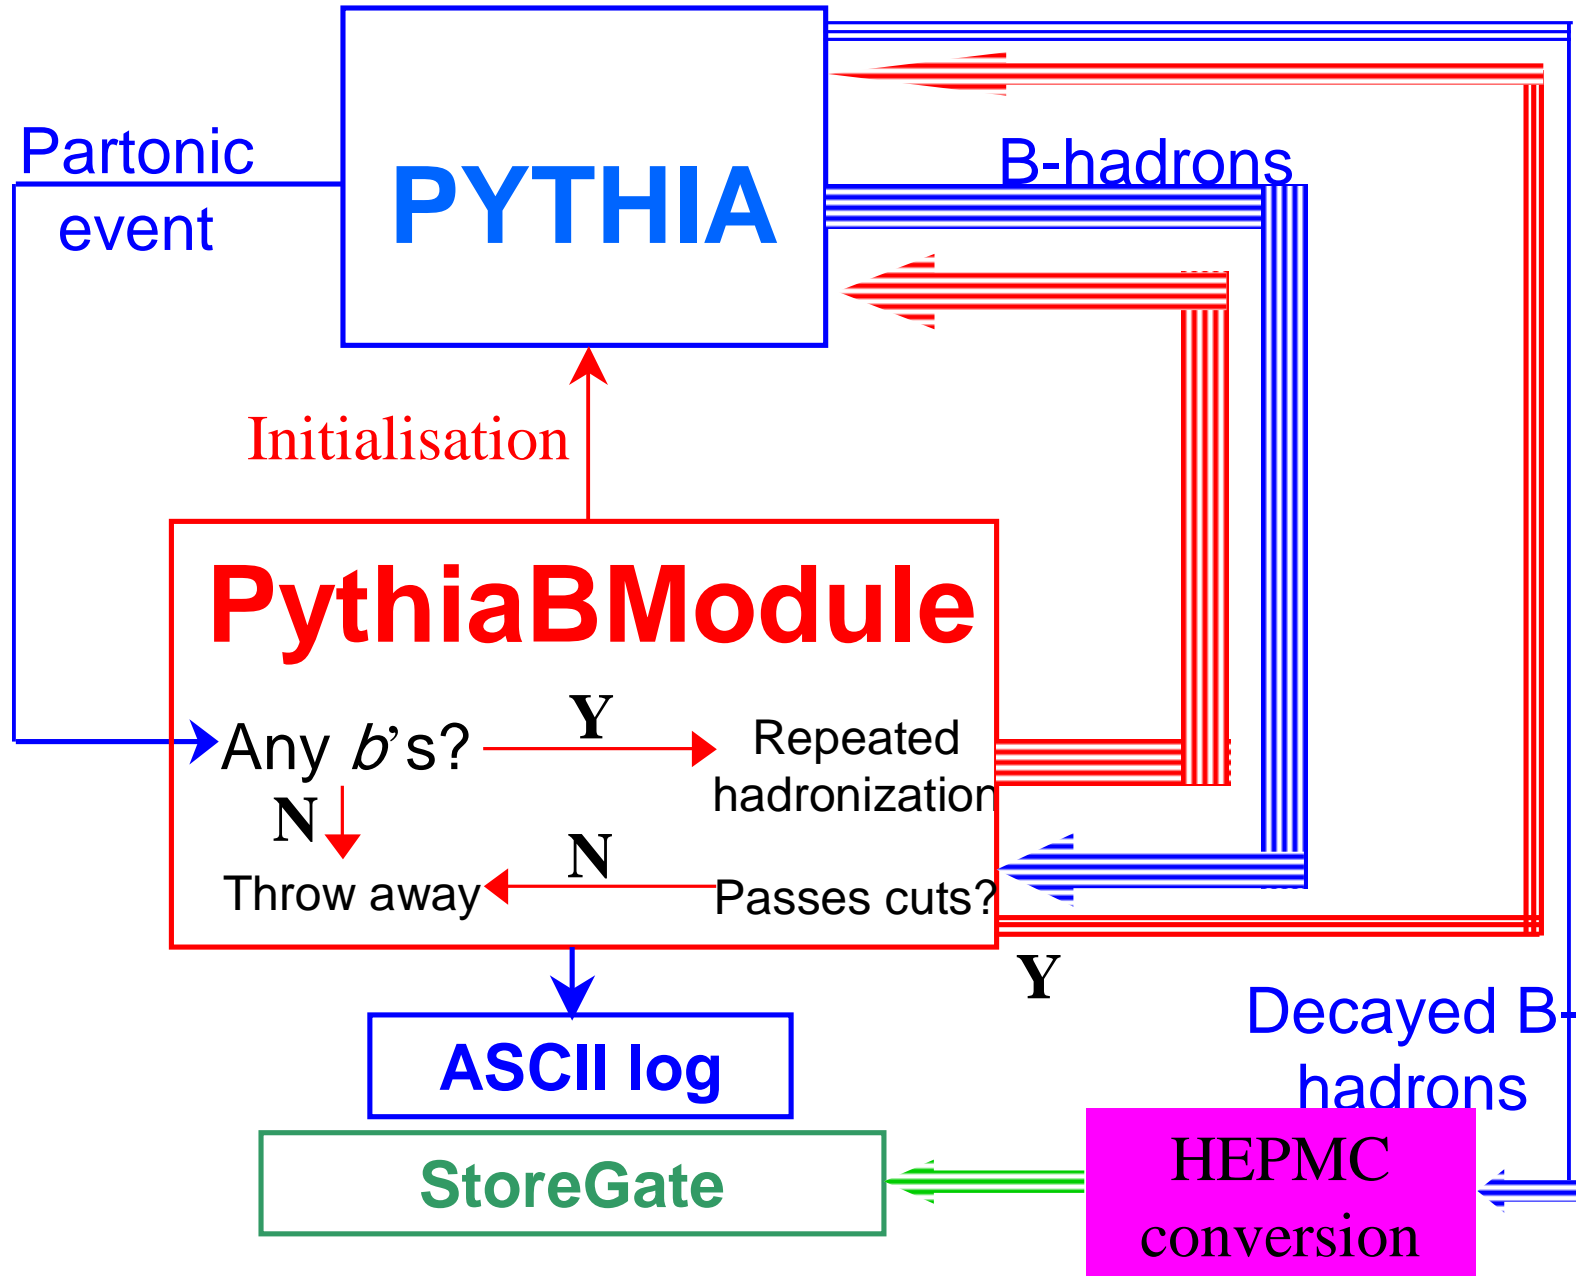 Partonic
event
PYTHIA
B-hadrons
Initialisation
PythiaBModule
Any b's?
Y
Repeated
hadronization
N
Throw away
N
Passes cuts?
Y
ASCII log
Decayed B-
hadrons
StoreGate
HEPMC
conversion